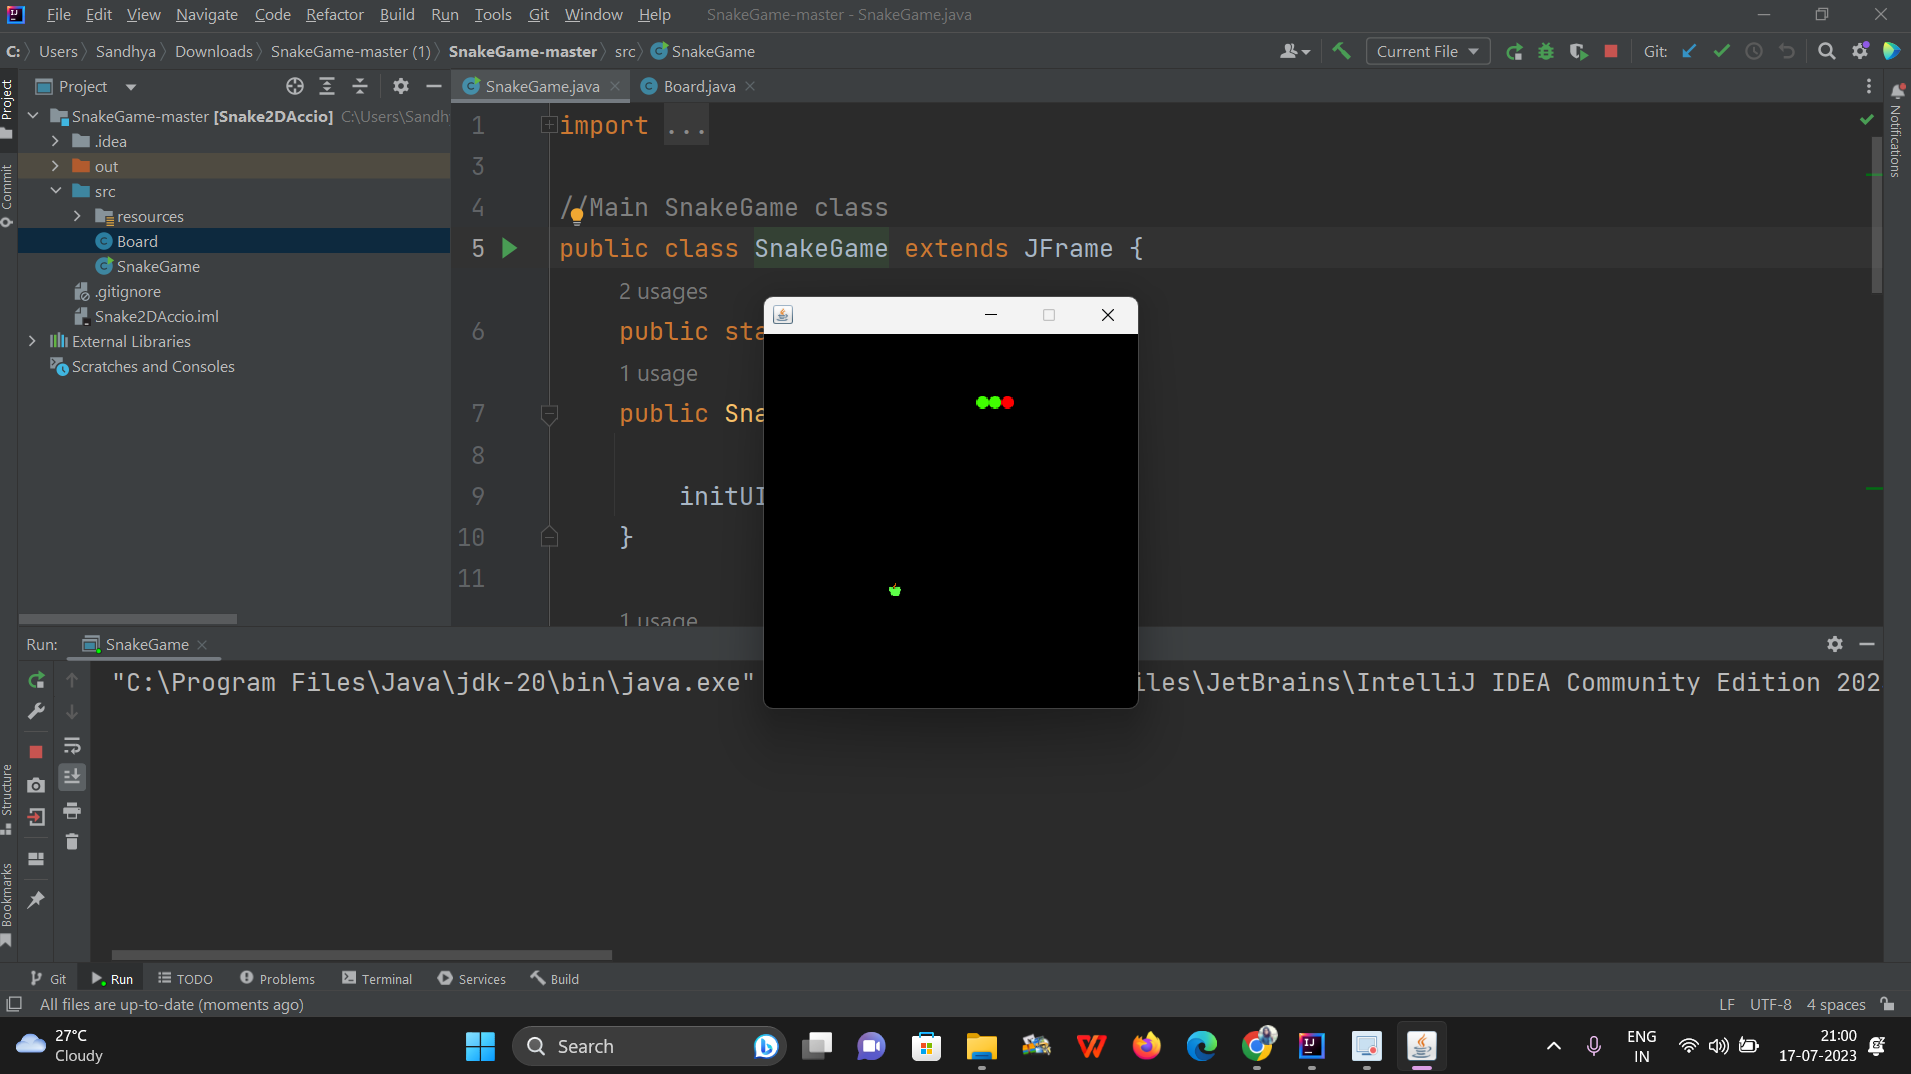 File Edit View Navigate Code Refactor Build Run Tools Git Window Help SnakeGame-master - SnakeGame.java
C: Users Sandhya Downloads SnakeGame-master (1) SnakeGame-master src SnakeGame Current File Git:
Project
SnakeGame.java Board.java
SnakeGame-master [Snake2DAccio] C:\Users\Sandh
.idea
out
src
resources
Board
SnakeGame
.gitignore
Snake2DAccio.iml
External Libraries
Scratches and Consoles
Project
Commit
Structure
Bookmarks
Notifications
1 import ...
3
4 //Main SnakeGame class
5 public class SnakeGame extends JFrame {
2 usages
6 public sta
1 usage
7 public Sna
8
9 initUI
10 }
11
1 usage
Run: SnakeGame
"C:\Program Files\Java\jdk-20\bin\java.exe" iles\JetBrains\IntelliJ IDEA Community Edition 202
Git Run TODO Problems Terminal Services Build
All files are up-to-date (moments ago) LF UTF-8 4 spaces
27°C
Cloudy
Search
ENG
IN
21:00
17-07-2023